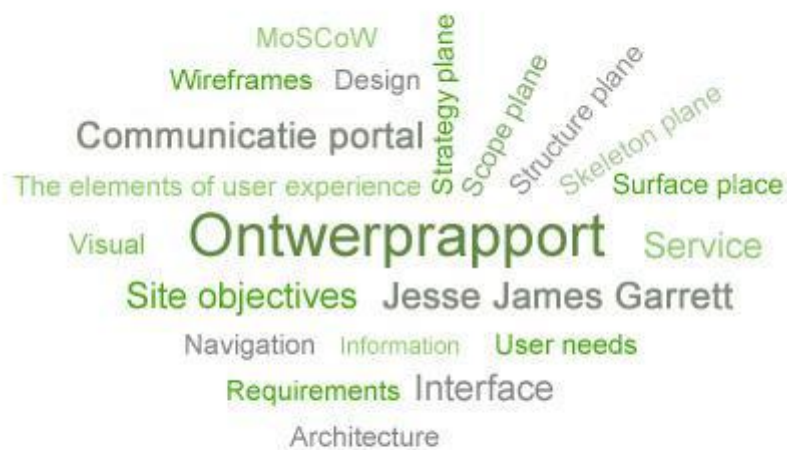 MoSCoW
Wireframes Design
Communicatie portal
Strategy plane
Scope plane
Structure plane
Skeleton plane
The elements of user experience
Surface place
Visual Ontwerprapport Service
Site objectives Jesse James Garrett
Navigation Information User needs
Requirements Interface
Architecture